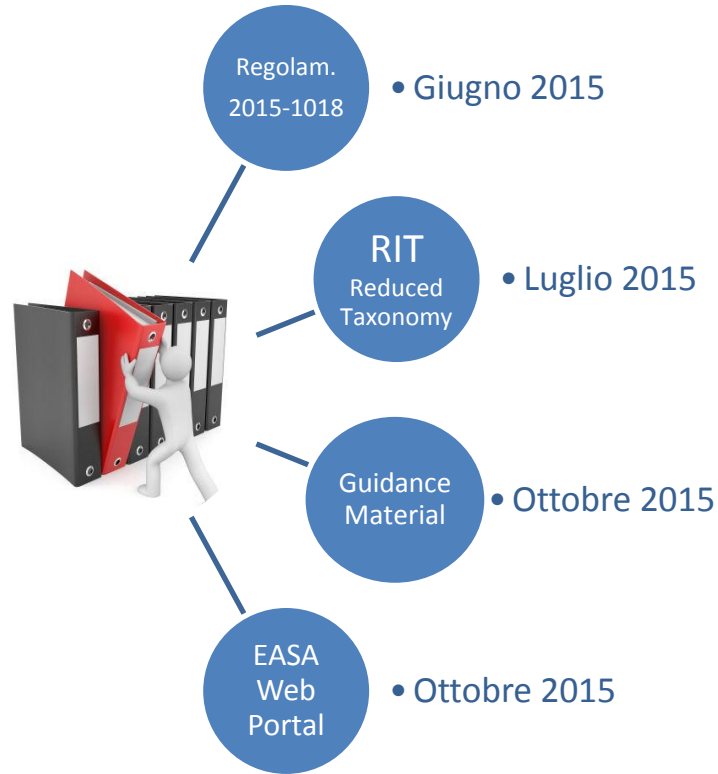 Regolam.
2015-1018
• Giugno 2015
RIT
Reduced
Taxonomy
• Luglio 2015
Guidance
Material
• Ottobre 2015
EASA
Web
Portal
• Ottobre 2015